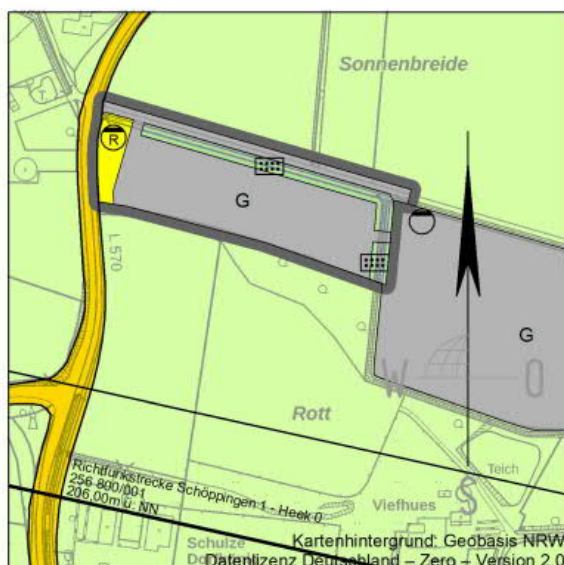 Sonnenbreide
T
R
G
L 570
G
W
O
Rott
Richtfunkstrecke Schöppingen 1 - Heek 0
256 800/001
206,00m ü. NN
Teich
Viefhues
S
Schulze
Kartenhintergrund: Geobasis NRW
Datenlizenz Deutschland – Zero – Version 2.0